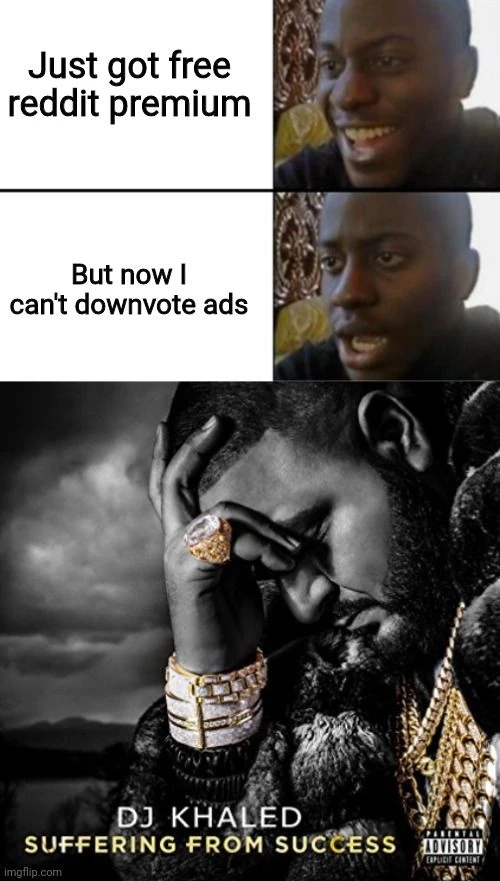 Just got free
reddit premium
But now I
can't downvote ads
DJ KHALED
SUFFERING FROM SUCCESS
PARENTAL
ADVISORY
EXPLICIT CONTENT
imgflip.com